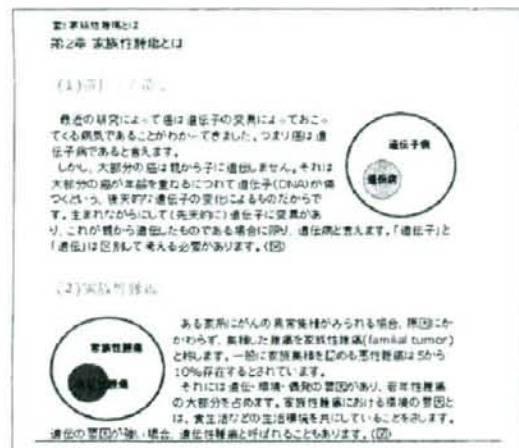 第2章 家族性腫瘍とは
第2章 家族性腫瘍とは
最近の研究によって癌は遺伝子の変異によっておこっ
てくる病気であることがわかってきました。つまり癌は遺
伝子病であると言えます。
しかし、大部分の癌は親から子に遺伝しません。それは
大部分の癌が年齢を重ねるにつれて遺伝子(DNA)が傷
つくという、後天的な遺伝子の変化によるものだからで
す。生まれながらにして(先天的に)遺伝子に変異があ
り、これが親から遺伝したものである場合に限り、遺伝病と言えます。「遺伝子」と
「遺伝」は区別して考える必要があります。(図)
遺伝子病
遺伝病
(2)家族性腫瘍
ある家系にがんの異常集積がみられる場合、原因にか
かわらず、集積した腫瘍を家族性腫瘍(familial tumor)
と称します。一般に家族集積を認める悪性腫瘍は5から
10%存在するとされています。
それには遺伝・環境・偶発の要因があり、若年性腫瘍
の大部分を占めます。家族性腫瘍における環境の要因と
は、食生活などの生活環境を共にしていることをさします。
遺伝の要因が強い場合、遺伝性腫瘍と呼ばれることもあります。(図)
家族性腫瘍